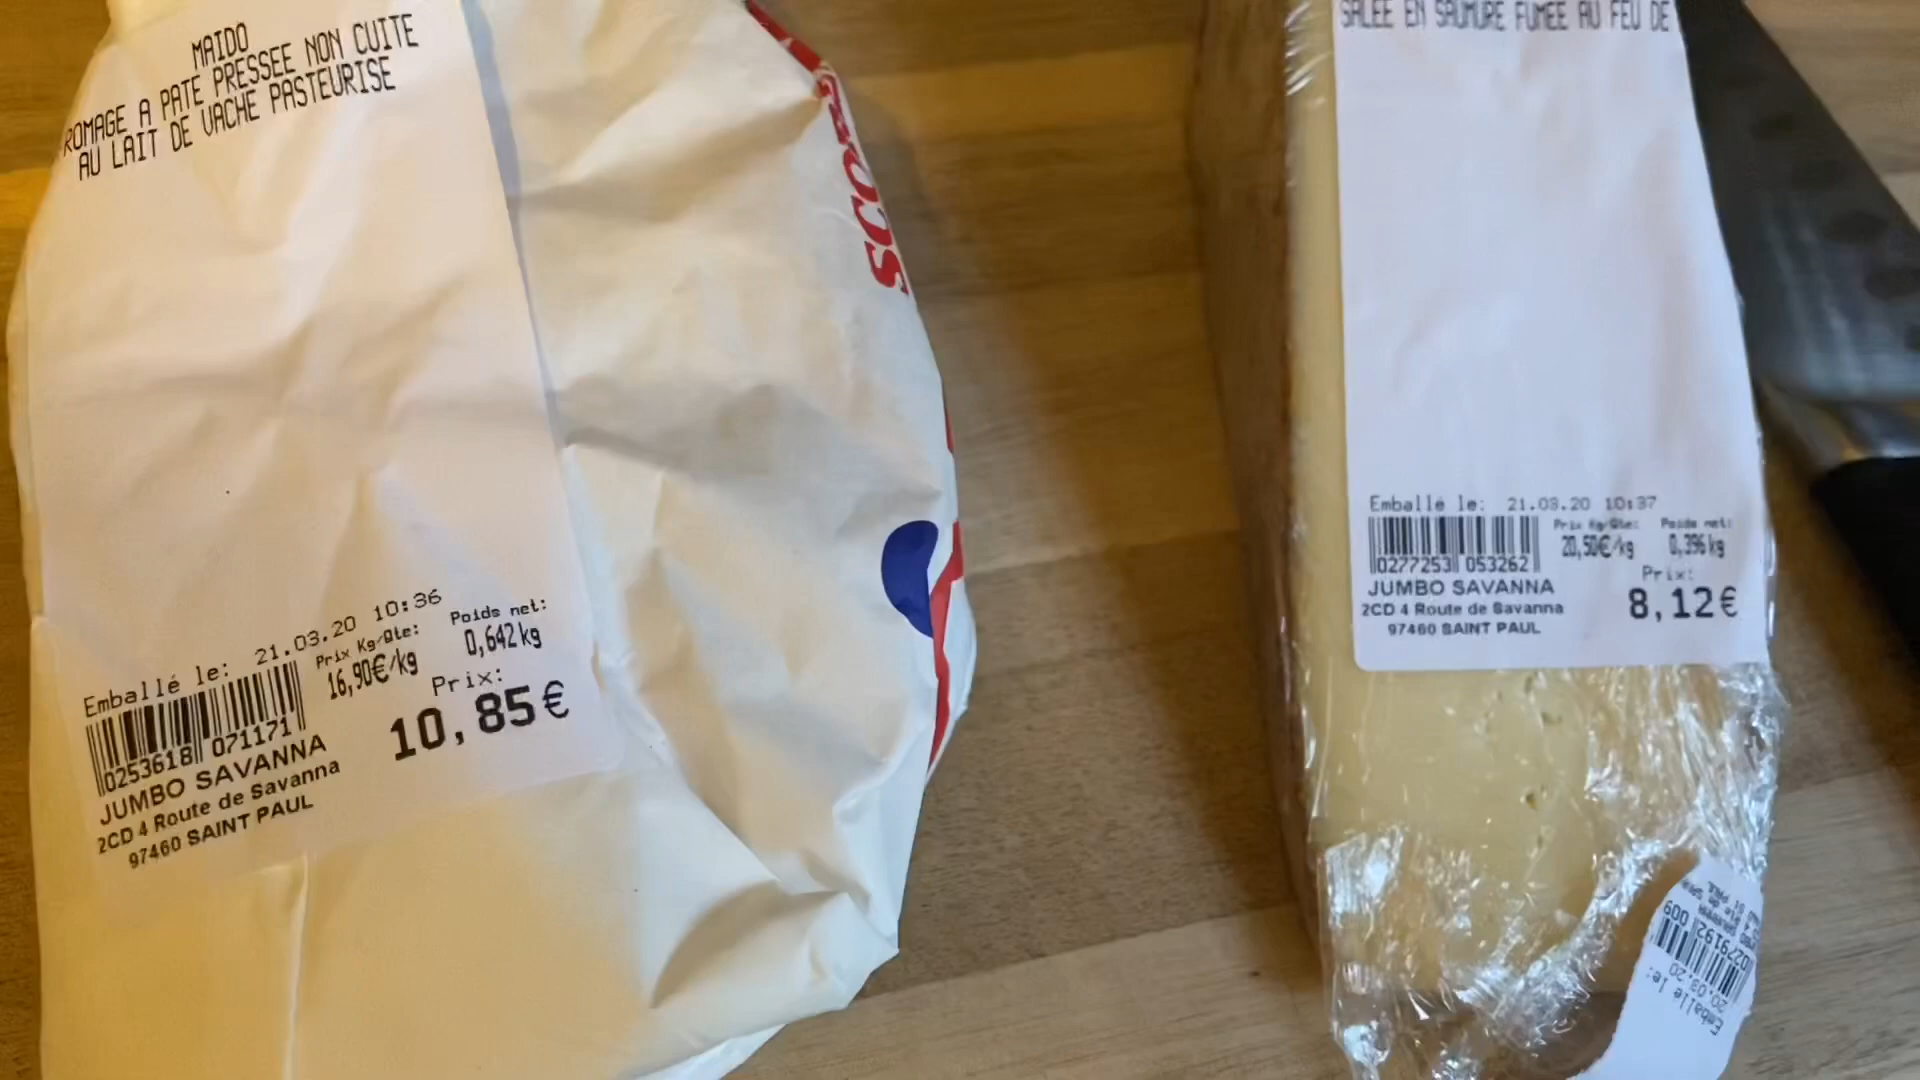 MAIDO
ROMAGE A PATE PRESSEE NON CUITE
AU LAIT DE VACHE PASTEURISE
SCO
Emballé le: 21.03.20 10:36
Prix Kg/Qte: Poids net:
16,90€/kg 0,642kg
Prix:
10,85€
0253618 071171
JUMBO SAVANNA
2CD 4 Route de Savanna
97460 SAINT PAUL
SALEE EN SAUMURE FUMEE AU FEU DE
Emballé le: 21.03.20 10:37
Prix Kg/Qte: Poids net:
20,50€/kg 0,396kg
Prix:
8,12€
0277253 053262
JUMBO SAVANNA
2CD 4 Route de Savanna
97460 SAINT PAUL
Emballé le:
20.03.20
0279192 009